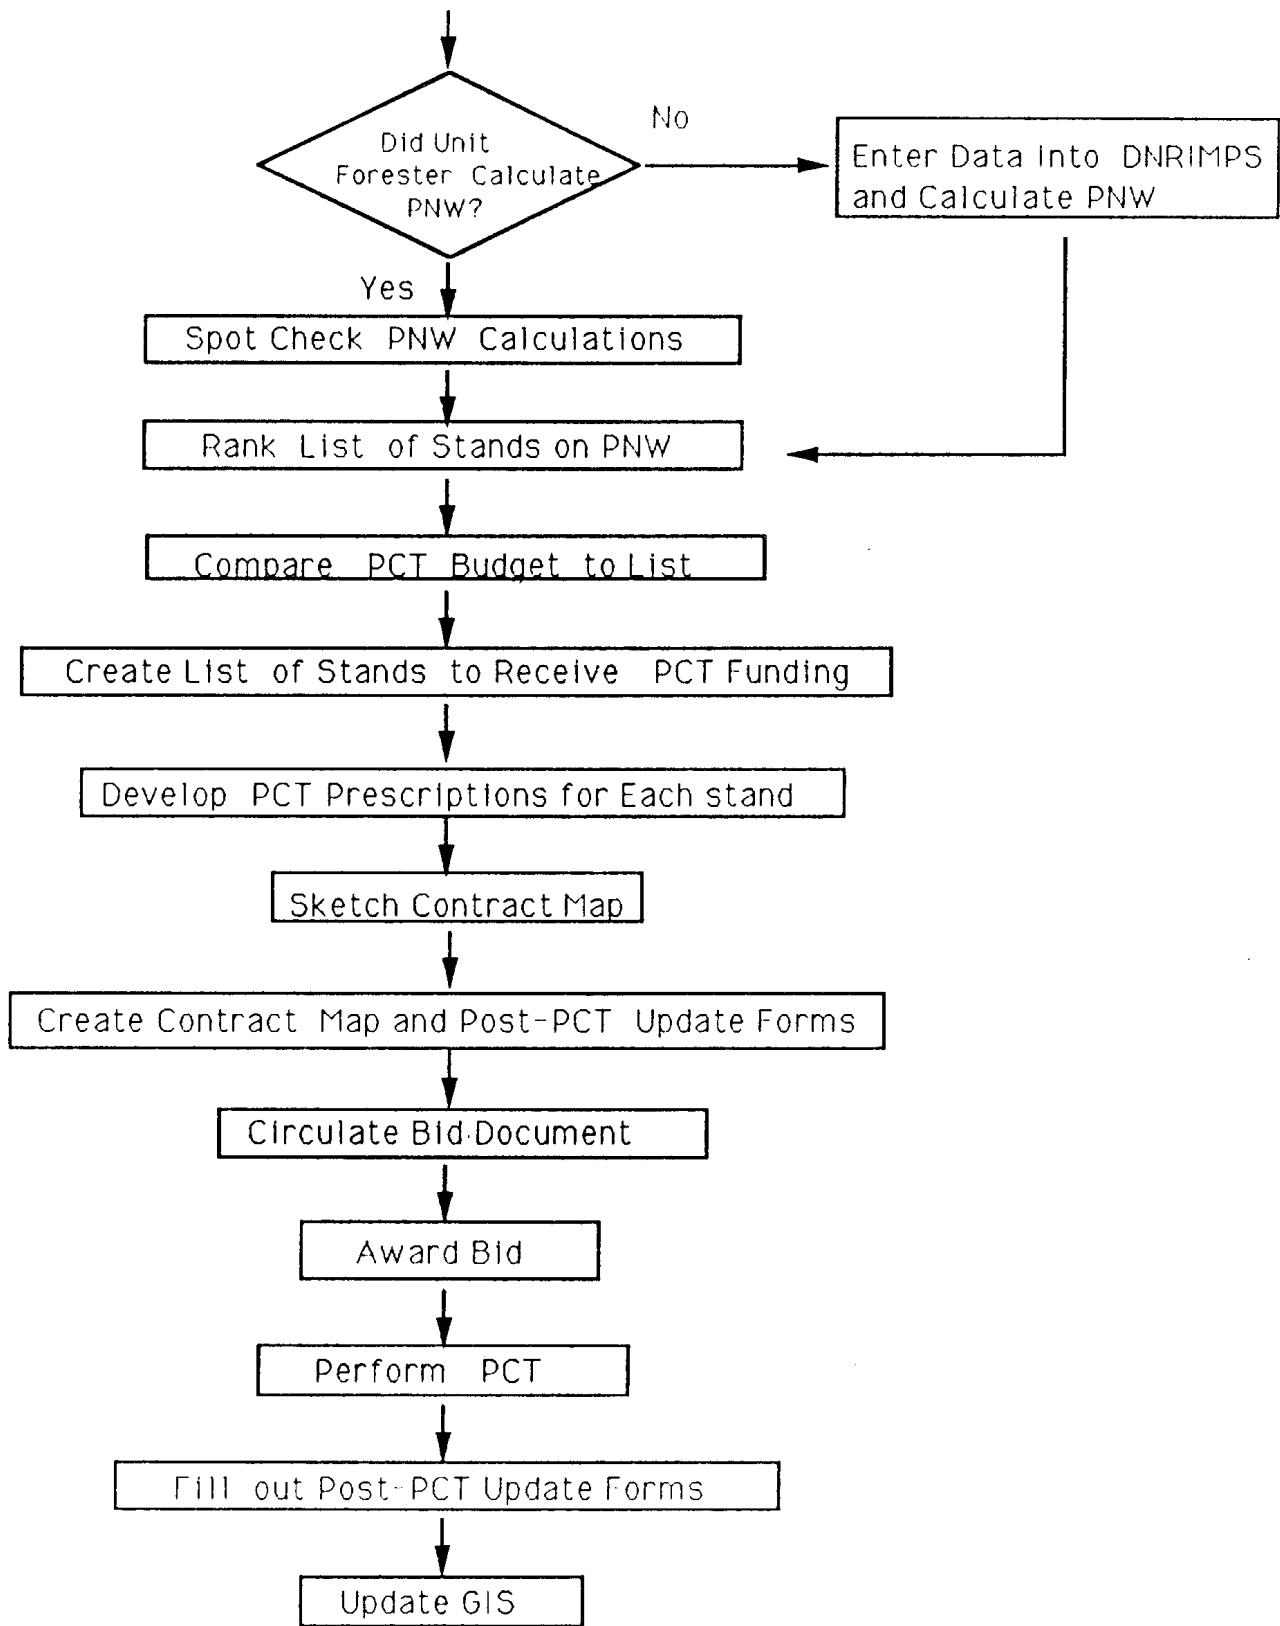 Did Unit
Forester Calculate
PNW?
No
Enter Data Into DNRIMPS
and Calculate PNW
Yes
Spot Check PNW Calculations
Rank List of Stands on PNW
Compare PCT Budget to List
Create List of Stands to Receive PCT Funding
Develop PCT Prescriptions for Each stand
Sketch Contract Map
Create Contract Map and Post-PCT Update Forms
Circulate Bid Document
Award Bid
Perform PCT
Fill out Post-PCT Update Forms
Update GIS